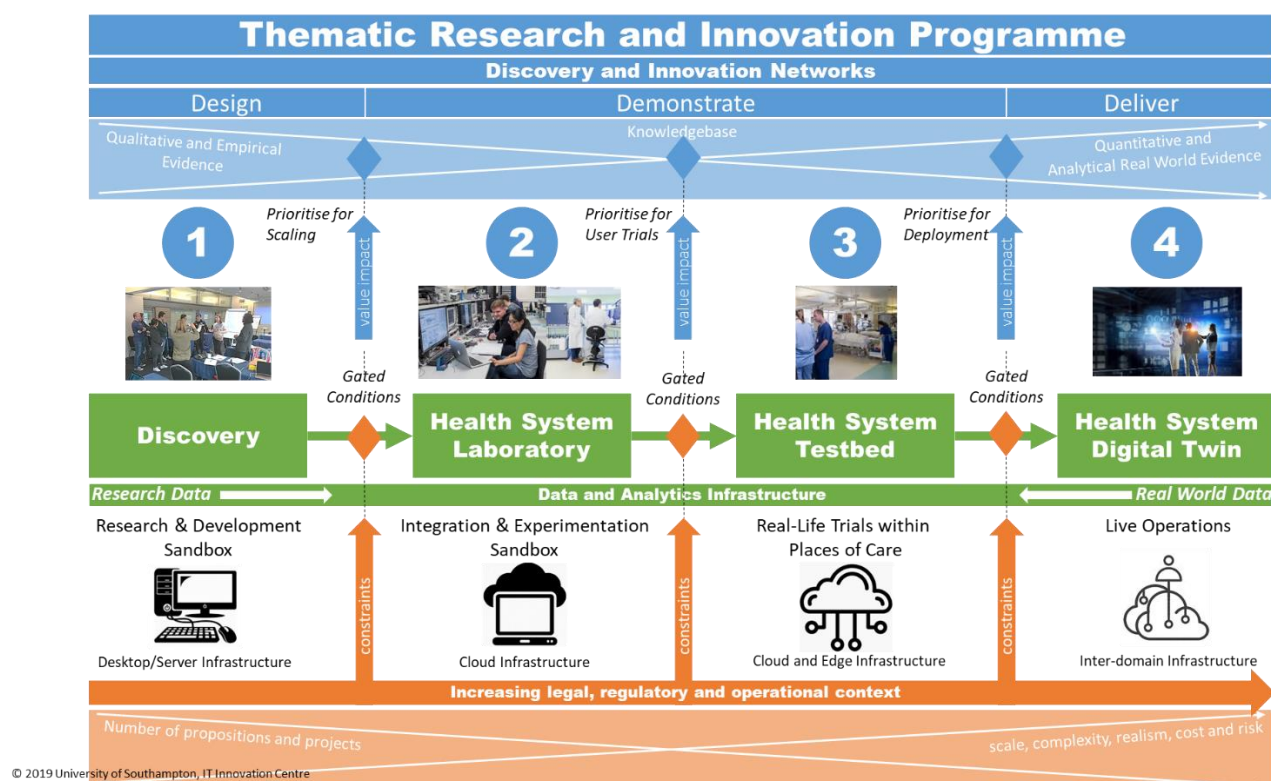 Thematic Research and Innovation Programme
Discovery and Innovation Networks
Design
Demonstrate
Deliver
Qualitative and Empirical
Evidence
Knowledgebase
Quantitative and
Analytical Real World Evidence
1
Prioritise for
Scaling
value impact
2
Prioritise for
User Trials
value impact
3
Prioritise for
Deployment
value impact
4
Gated
Conditions
Gated
Conditions
Gated
Conditions
Discovery
Health System
Laboratory
Health System
Testbed
Health System
Digital Twin
Research Data
Data and Analytics Infrastructure
Real World Data
Research & Development
Sandbox
Integration & Experimentation
Sandbox
Real-Life Trials within
Places of Care
Live Operations
constraints
constraints
constraints
Desktop/Server Infrastructure
Cloud Infrastructure
Cloud and Edge Infrastructure
Inter-domain Infrastructure
Increasing legal, regulatory and operational context
Number of propositions and projects
scale, complexity, realism, cost and risk
© 2019 University of Southampton, IT Innovation Centre